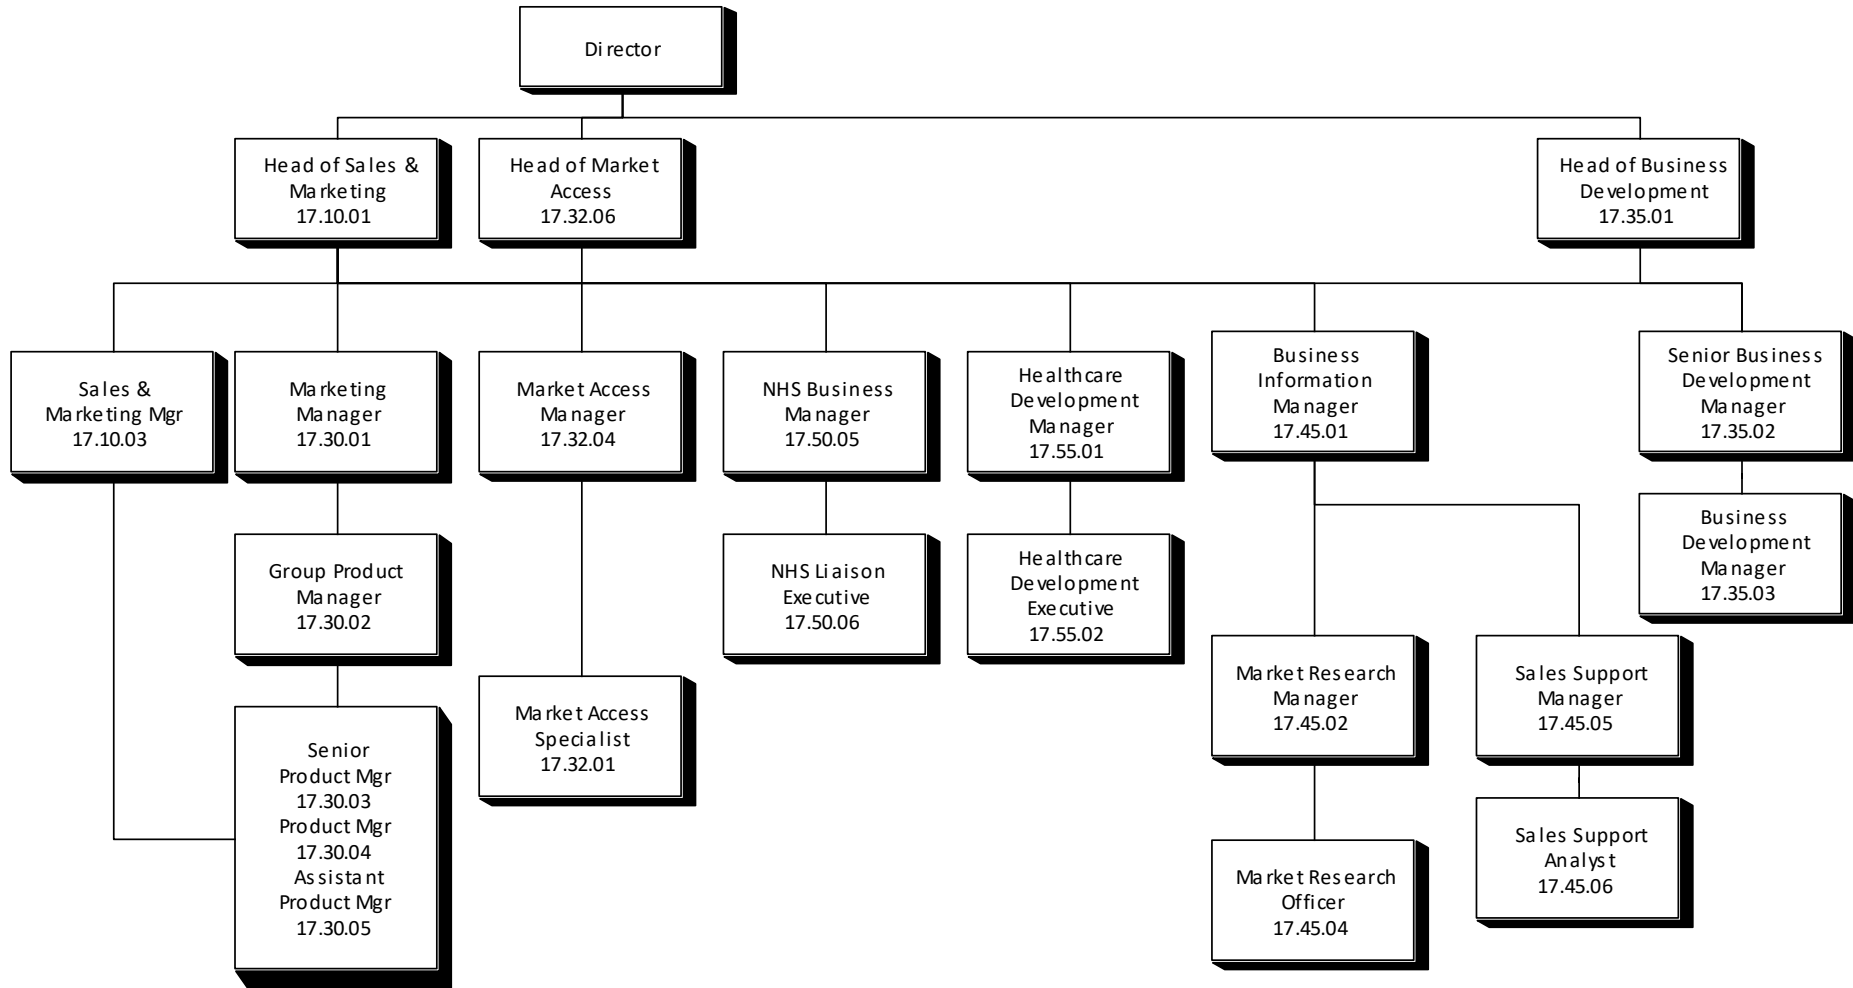 Director
Head of Sales &
Marketing
17.10.01
Head of Market
Access
17.32.06
Head of Business
Development
17.35.01
Sales &
Marketing Mgr
17.10.03
Marketing
Manager
17.30.01
Market Access
Manager
17.32.04
NHS Business
Manager
17.50.05
Healthcare
Development
Manager
17.55.01
Business
Information
Manager
17.45.01
Senior Business
Development
Manager
17.35.02
Group Product
Manager
17.30.02
NHS Liaison
Executive
17.50.06
Healthcare
Development
Executive
17.55.02
Business
Development
Manager
17.35.03
Senior
Product Mgr
17.30.03
Product Mgr
17.30.04
Assistant
Product Mgr
17.30.05
Market Access
Specialist
17.32.01
Market Research
Manager
17.45.02
Sales Support
Manager
17.45.05
Market Research
Officer
17.45.04
Sales Support
Analyst
17.45.06